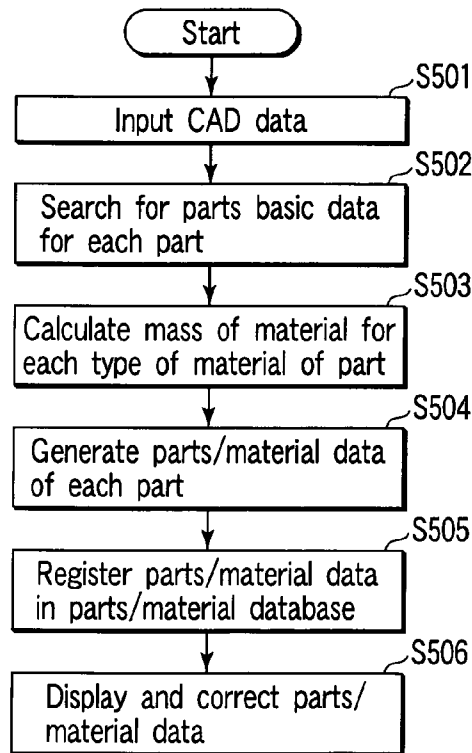 Start
S501
Input CAD data
S502
Search for parts basic data
for each part
S503
Calculate mass of material for
each type of material of part
S504
Generate parts/material data
of each part
S505
Register parts/material data
in parts/material database
S506
Display and correct parts/
material data